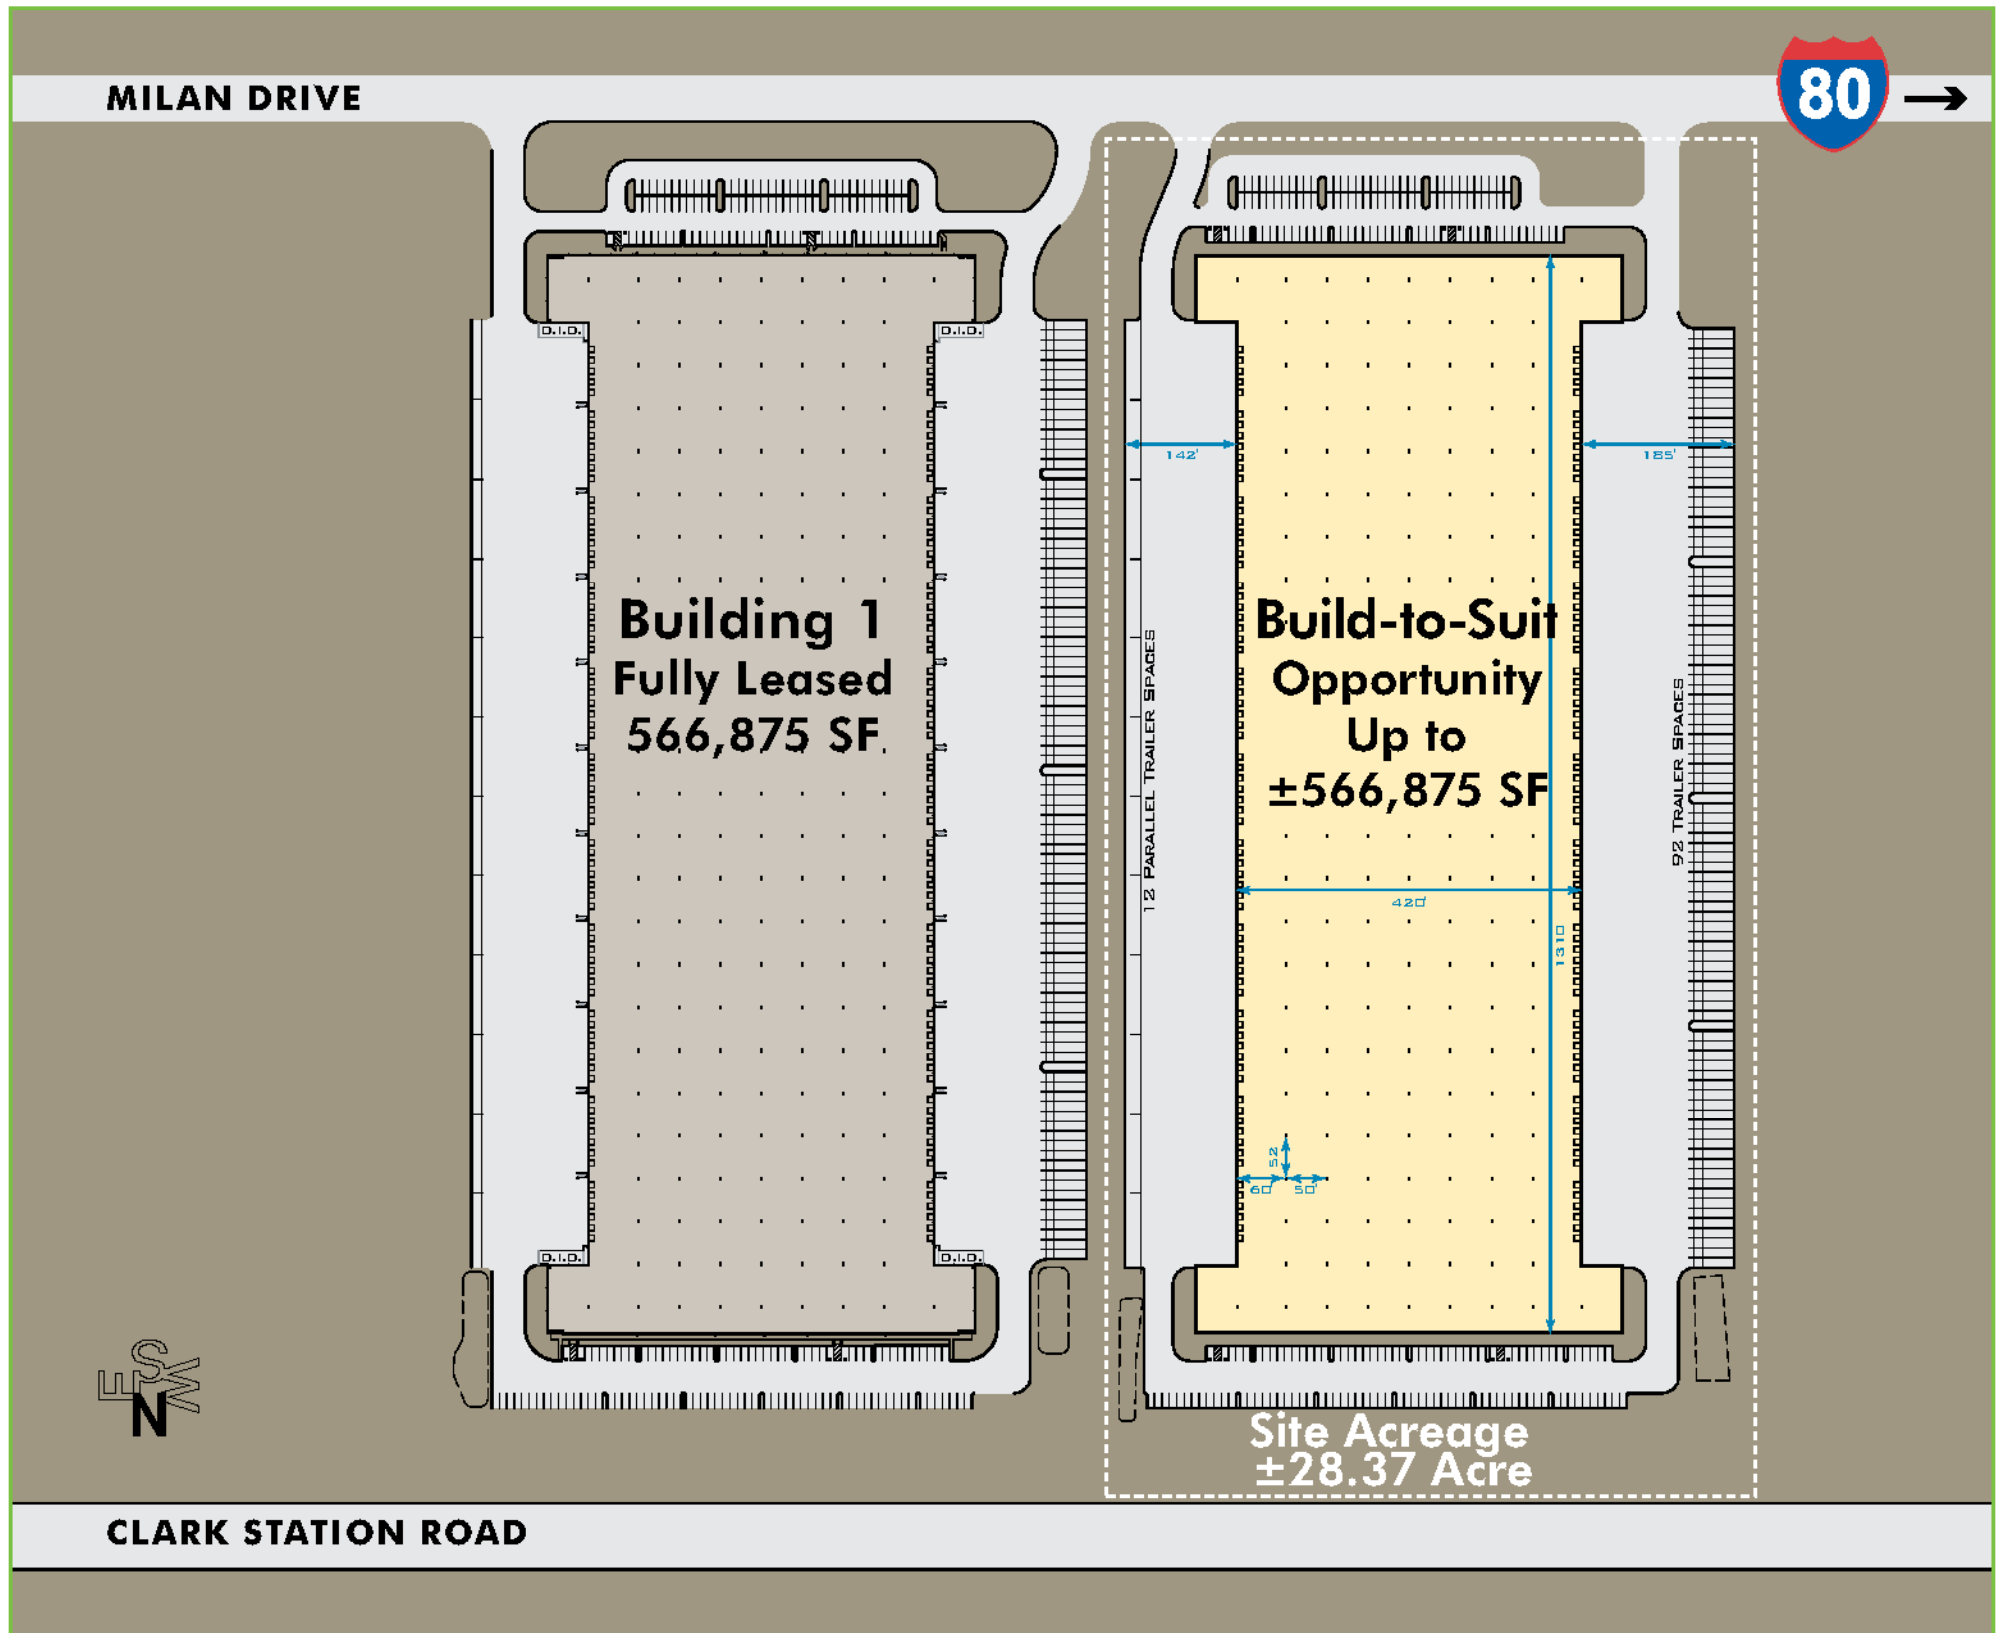 MILAN DRIVE
80
D.I.D.
D.I.D.
142'
185'
Building 1
Fully Leased
566,875 SF
Build-to-Suit
Opportunity
Up to
±566,875 SF
12 PARALLEL TRAILER SPACES
92 TRAILER SPACES
420'
1310
52
60'
50'
D.I.D.
D.I.D.
S
E
W
N
Site Acreage
±28.37 Acre
CLARK STATION ROAD